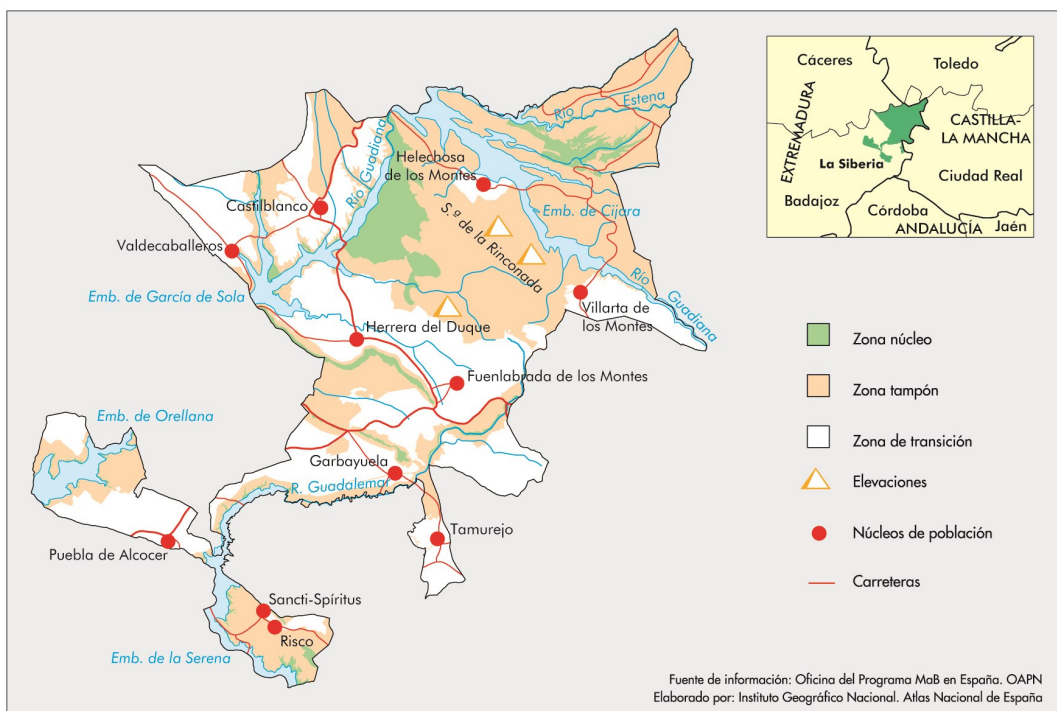 Río
Estena
Río Guadiana
Helechosa
de los Montes
Castilblanco
Emb. de Cijara
S.ª de la Rinconada
Valdecaballeros
Río
Guadiana
Emb. de García de Sola
Villarta de
los Montes
Herrera del Duque
Fuenlabrada de los Montes
Emb. de Orellana
Garbayuela
R. Guadalemar
Tamurejo
Puebla de Alcocer
Sancti-Spíritus
Risco
Emb. de la Serena
Cáceres
Toledo
EXTREMADURA
CASTILLA-
LA MANCHA
La Siberia
Ciudad Real
Badajoz
Córdoba
ANDALUCÍA
Jaén
Zona núcleo
Zona tampón
Zona de transición
Elevaciones
Núcleos de población
Carreteras
Fuente de información: Oficina del Programa MaB en España. OAPN
Elaborado por: Instituto Geográfico Nacional. Atlas Nacional de España